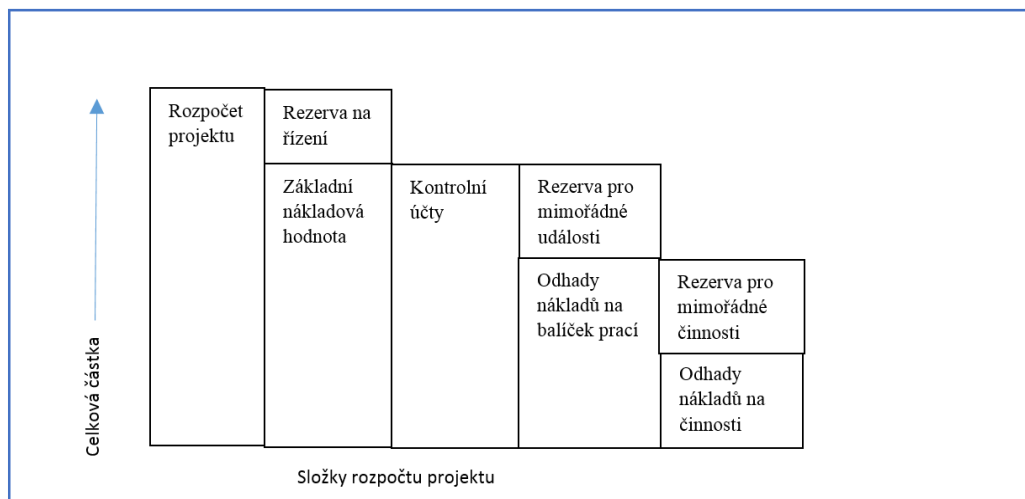 Rozpočet
projektu
Rezerva na
řízení
Základní
nákladová
hodnota
Kontrolní
účty
Rezerva pro
mimořádné
události
Odhady
nákladů na
balíček prací
Rezerva pro
mimořádné
činnosti
Odhady
nákladů na
činnosti
Celková částka
Složky rozpočtu projektu